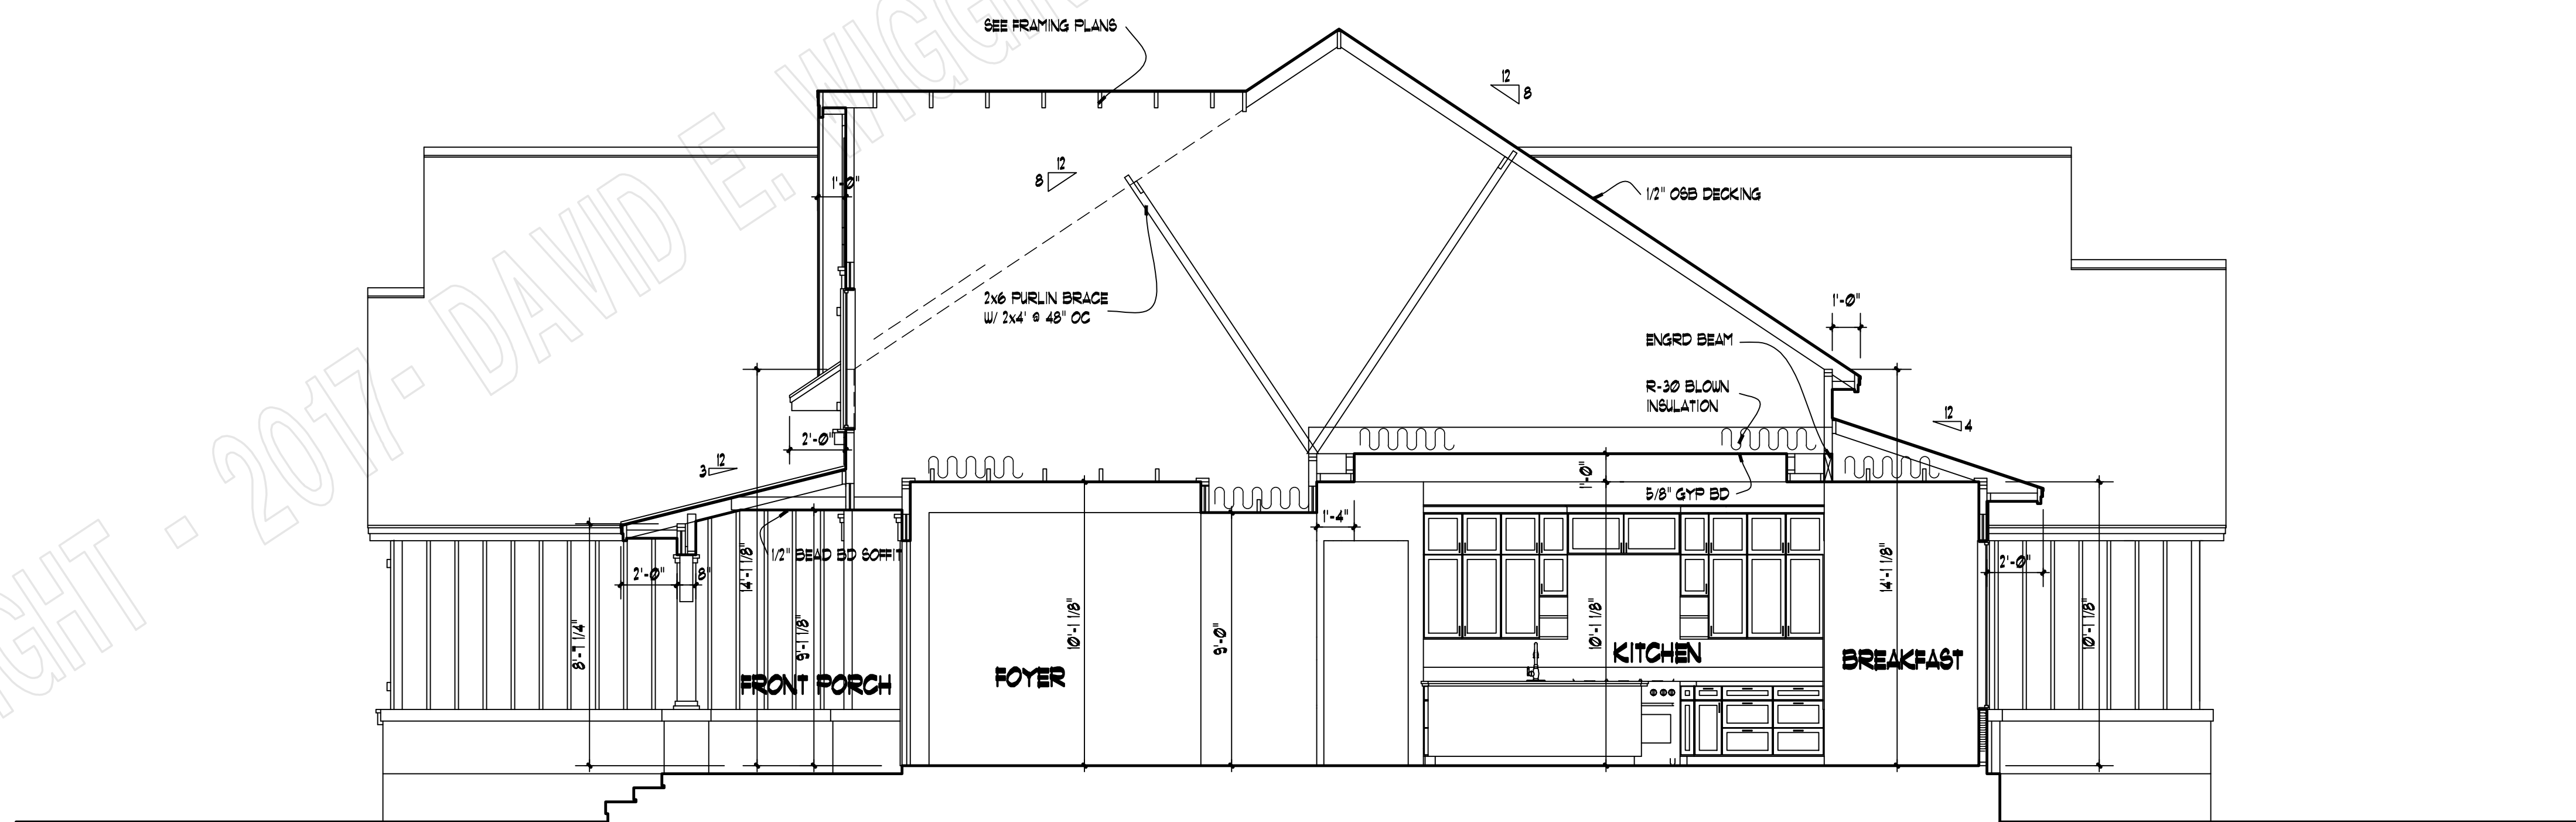 SEE FRAMING PLANS
12
8
12
8
1'-0"
1/2" OSB DECKING
2x6 PURLIN BRACE
W/ 2x4' @ 48" OC
1'-0"
ENGRD BEAM
R-30 BLOWN
INSULATION
12
4
2'-0"
12
3
1'-0"
5/8" GYP BD
1'-4"
1/2" BEAD BD SOFFIT
2'-0"
8"
14'-1 1/8"
14'-1 1/8"
2'-0"
8'-7 1/4"
9'-1 1/8"
10'-1 1/8"
9'-0"
10'-1 1/8"
10'-1 1/8"
FRONT PORCH
FOYER
KITCHEN
BREAKFAST
GHT - 2017- DAVID E. WIGGIN